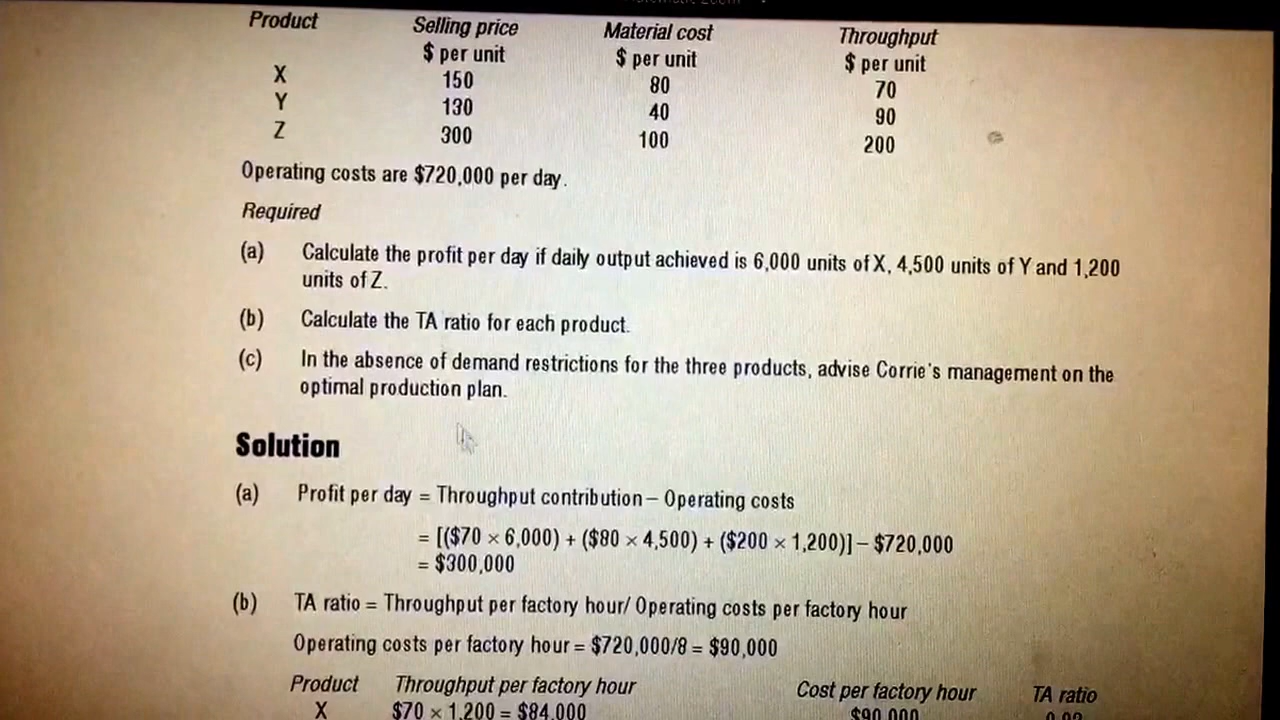 Product Selling price Material cost Throughput
$ per unit $ per unit $ per unit
X 150 80 70
Y 130 40 90
Z 300 100 200
Operating costs are $720,000 per day.
Required
(a) Calculate the profit per day if daily output achieved is 6,000 units of X, 4,500 units of Y and 1,200
units of Z.
(b) Calculate the TA ratio for each product.
(c) In the absence of demand restrictions for the three products, advise Corrie's management on the
optimal production plan.
Solution
(a) Profit per day = Throughput contribution – Operating costs
= [($70 × 6,000) + ($80 × 4,500) + ($200 × 1,200)] – $720,000
= $300,000
(b) TA ratio = Throughput per factory hour/ Operating costs per factory hour
Operating costs per factory hour = $720,000/8 = $90,000
Product Throughput per factory hour Cost per factory hour TA ratio
X $70 × 1,200 = $84,000 $90,000